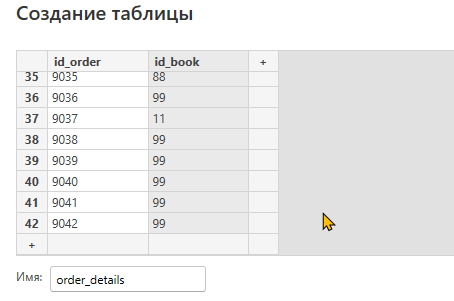 Создание таблицы
id_order id_book +
35 9035 88
36 9036 99
37 9037 11
38 9038 99
39 9039 99
40 9040 99
41 9041 99
42 9042 99
+
Имя: order_details